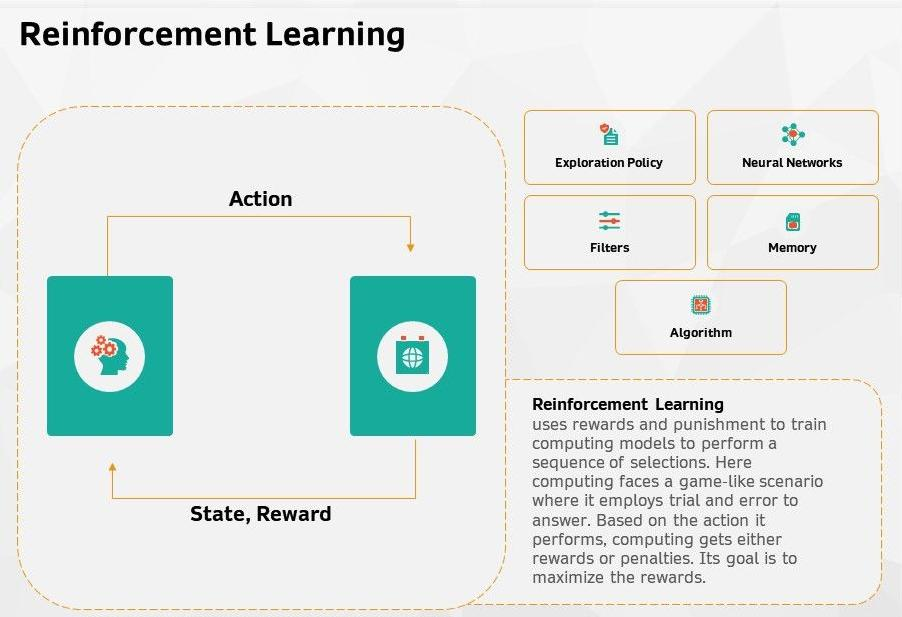 Reinforcement Learning
Action
State, Reward
Exploration Policy
Neural Networks
Filters
Memory
Algorithm
Reinforcement Learning
uses rewards and punishment to train
computing models to perform a
sequence of selections. Here
computing faces a game-like scenario
where it employs trial and error to
answer. Based on the action it
performs, computing gets either
rewards or penalties. Its goal is to
maximize the rewards.